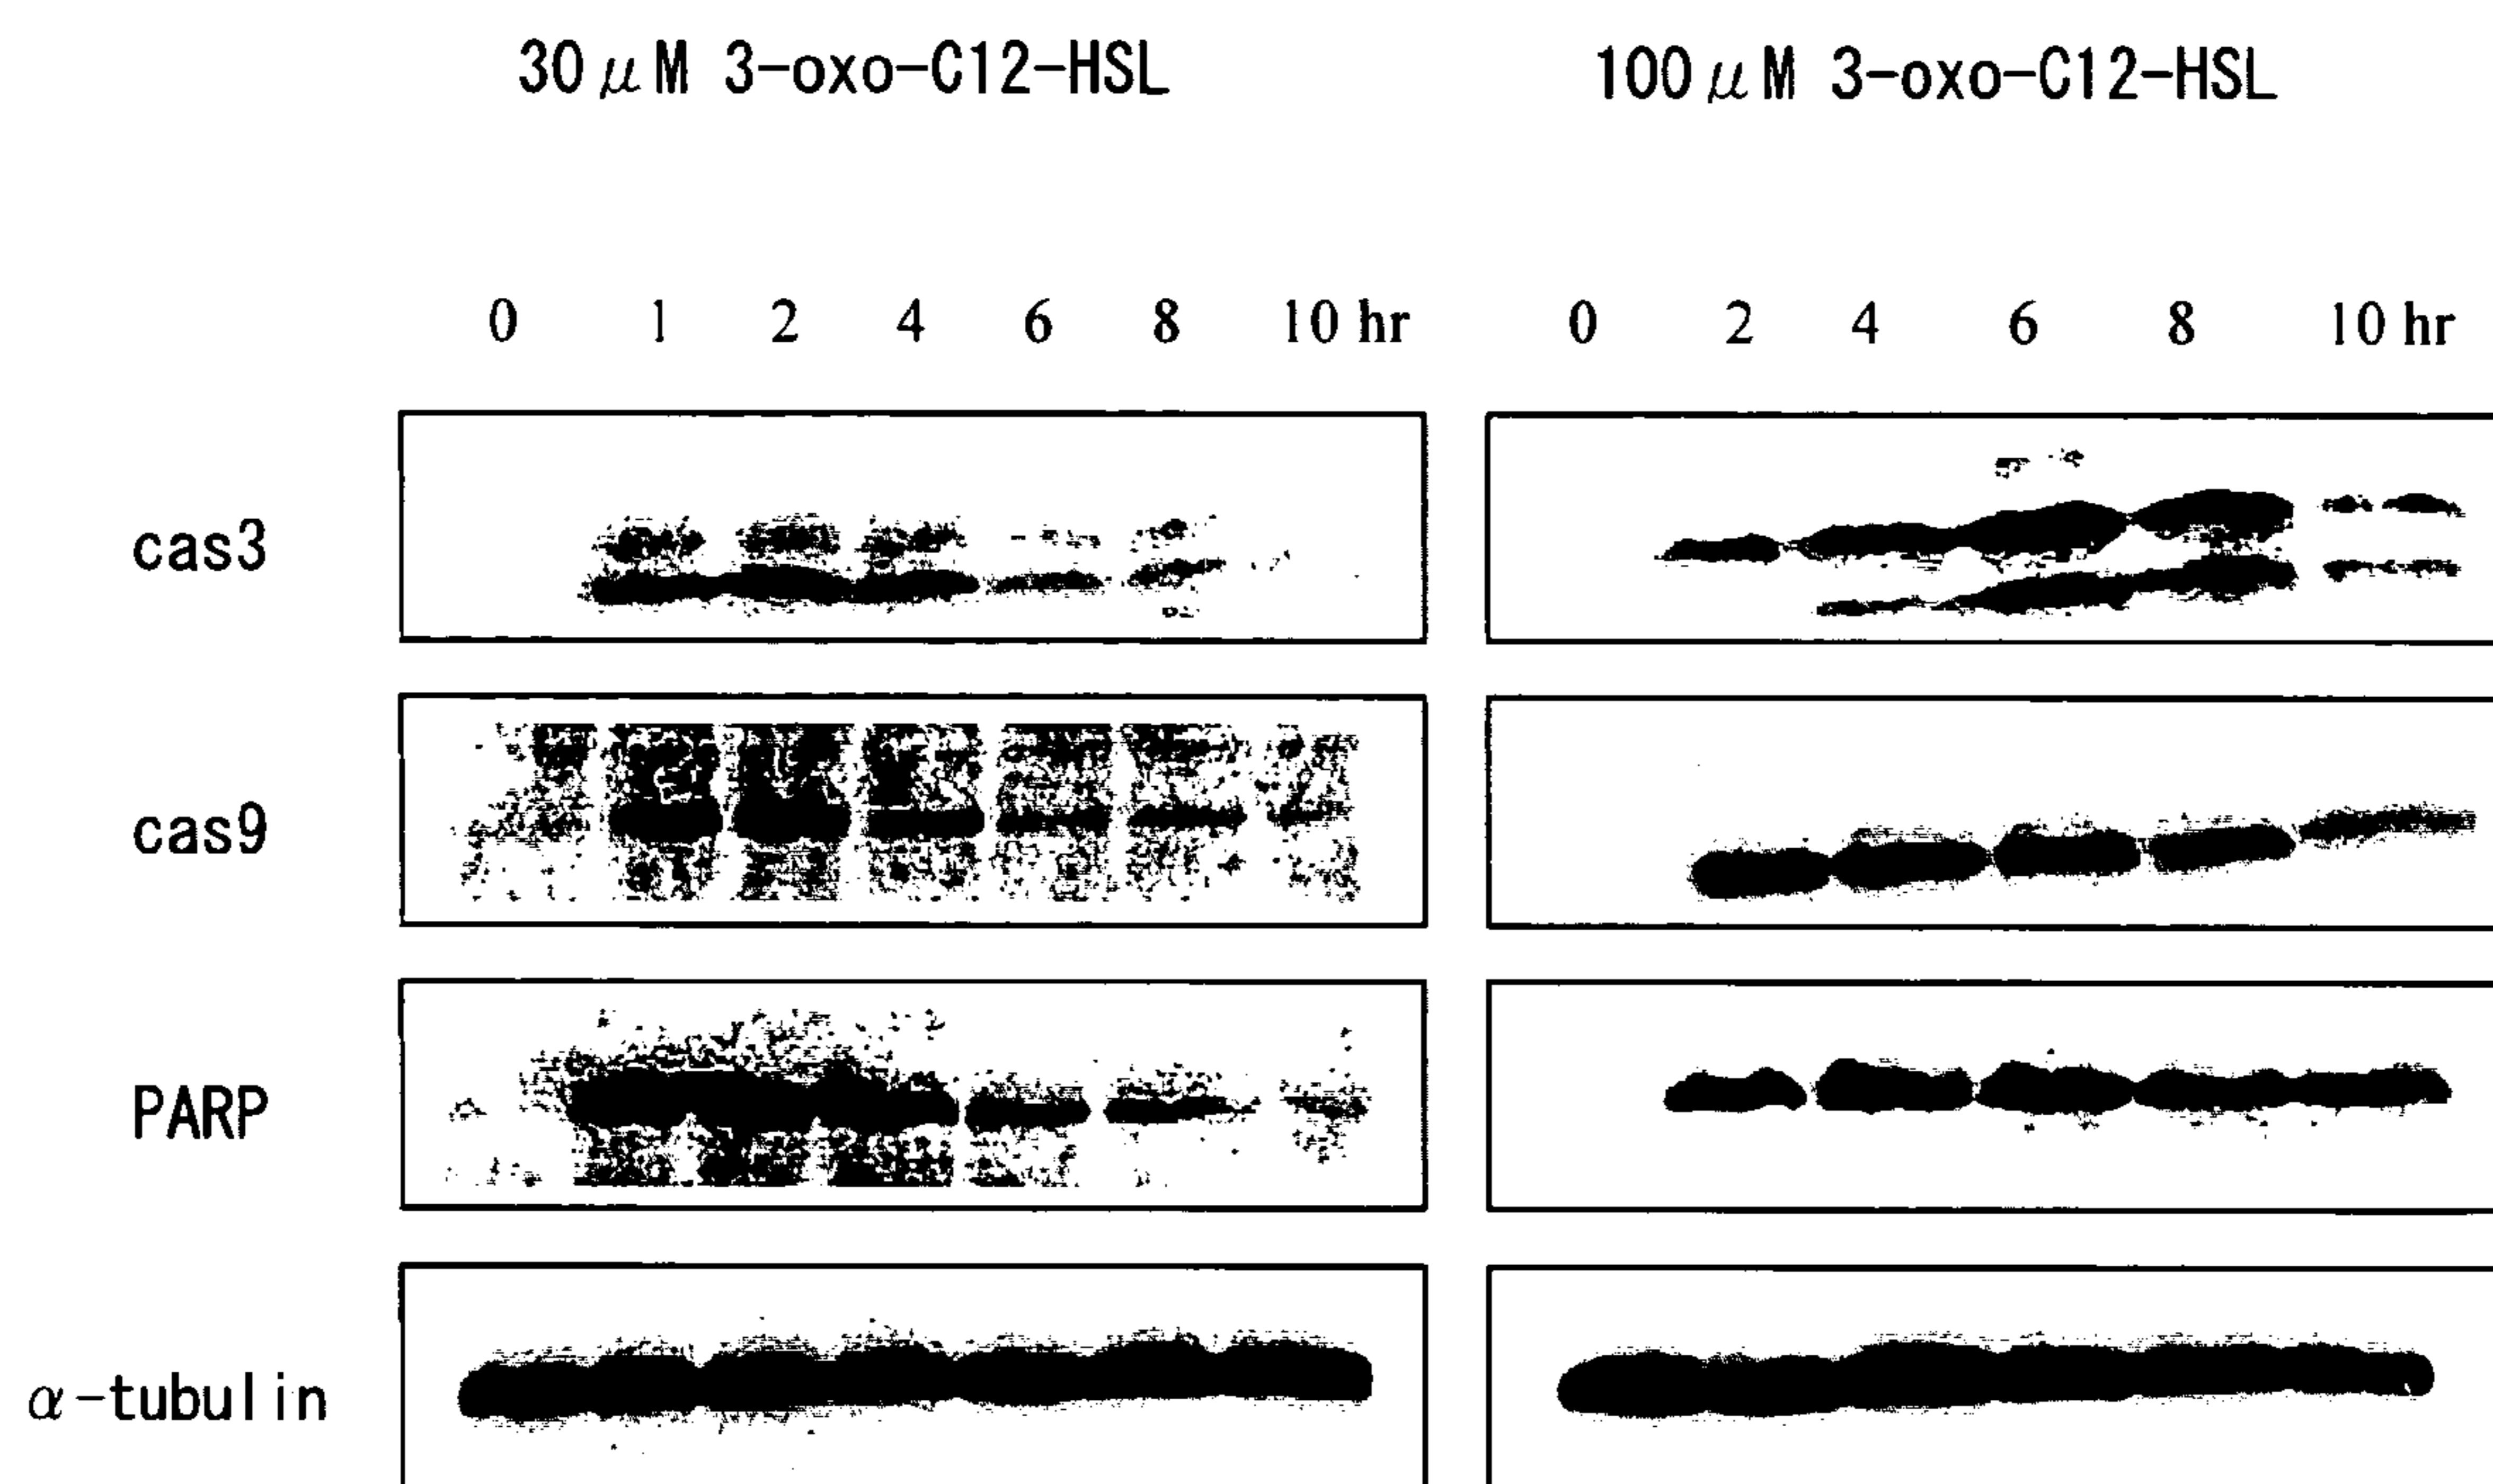 30μM 3-oxo-C12-HSL 100μM 3-oxo-C12-HSL
0 1 2 4 6 8 10 hr 0 2 4 6 8 10 hr
cas3
cas9
PARP
α-tubulin